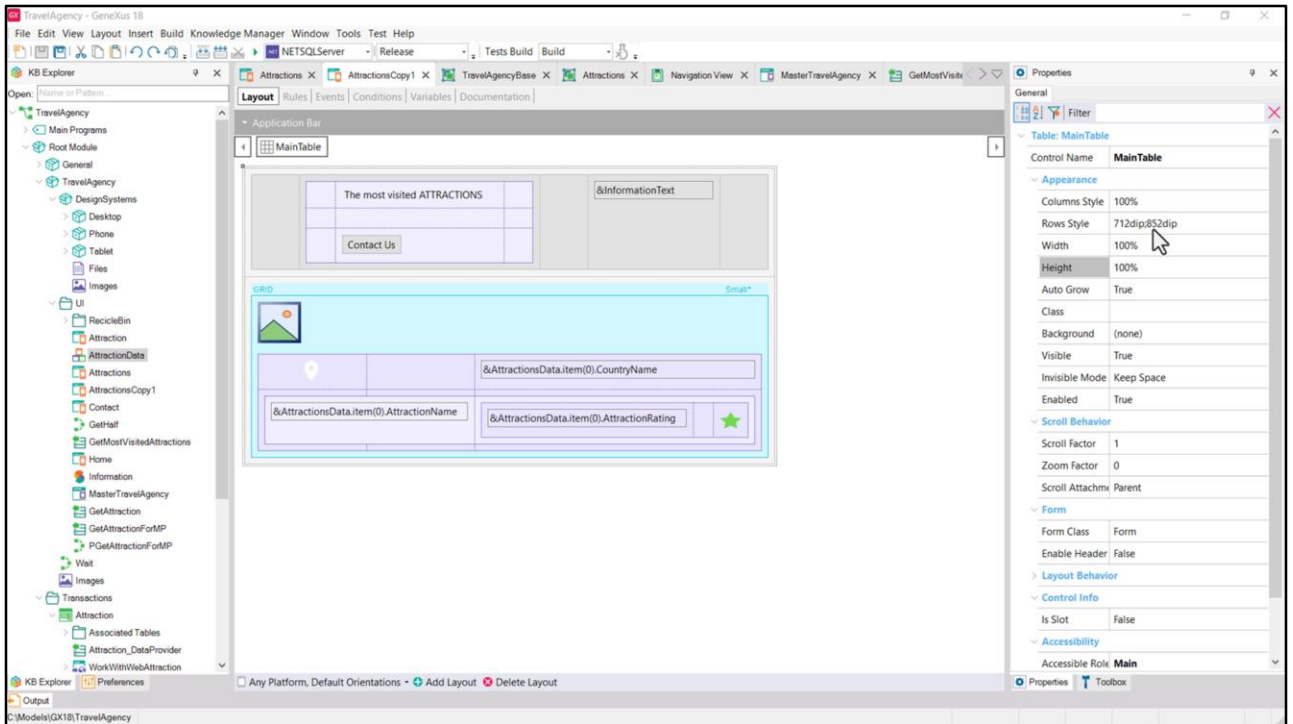 TravelAgency - GeneXus 18
File Edit View Layout Insert Build Knowledge Manager Window Tools Test Help
NETSQLServer Release Tests Build Build
KB Explorer
Attractions X AttractionsCopy1 X TravelAgencyBase X Attractions X Navigation View X MasterTravelAgency X GetMostVisite
Open: Name or Pattern ..
Layout Rules Events Conditions Variables Documentation
TravelAgency
Main Programs
Root Module
General
TravelAgency
DesignSystems
Desktop
Phone
Tablet
Files
Images
UI
RecicleBin
Attraction
AttractionData
Attractions
AttractionsCopy1
Contact
GetHalf
GetMostVisitedAttractions
Home
Information
MasterTravelAgency
GetAttraction
GetAttractionForMP
PGetAttractionForMP
Wait
Images
Transactions
Attraction
Associated Tables
Attraction_DataProvider
WorkWithWebAttraction
KB Explorer Preferences
Output
C:\Models\GX18\TravelAgency
Application Bar
MainTable
The most visited ATTRACTIONS
&InformationText
Contact Us
GRID Small*
&AttractionsData.item(0).CountryName
&AttractionsData.item(0).AttractionName
&AttractionsData.item(0).AttractionRating
Any Platform, Default Orientations Add Layout Delete Layout
Properties
General
Filter
Table: MainTable
Control Name MainTable
Appearance
Columns Style 100%
Rows Style 712dip;852dip
Width 100%
Height 100%
Auto Grow True
Class
Background (none)
Visible True
Invisible Mode Keep Space
Enabled True
Scroll Behavior
Scroll Factor 1
Zoom Factor 0
Scroll Attachme Parent
Form
Form Class Form
Enable Header False
Layout Behavior
Control Info
Is Slot False
Accessibility
Accessible Role Main
Properties Toolbox